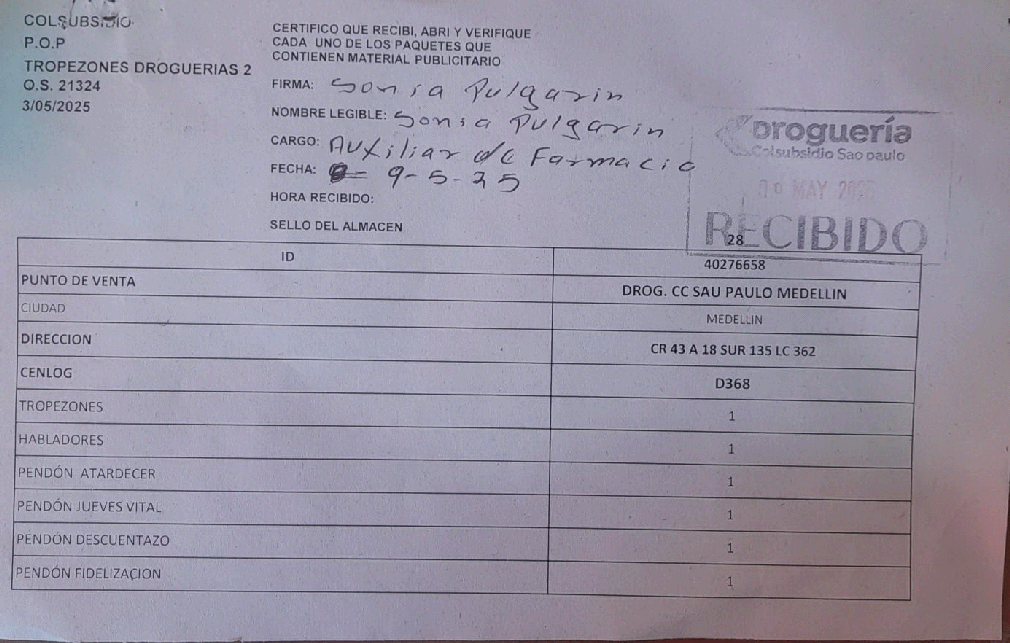 COLSUBSIDIO
P.O.P
TROPEZONES DROGUERIAS 2
O.S. 21324
3/05/2025
CERTIFICO QUE RECIBI, ABRI Y VERIFIQUE
CADA UNO DE LOS PAQUETES QUE
CONTIENEN MATERIAL PUBLICITARIO
FIRMA: Sonia Pulgarin
NOMBRE LEGIBLE: Sonia Pulgarin
CARGO: Auxiliar de Farmacia
FECHA: 9-5-25
HORA RECIBIDO:
SELLO DEL ALMACEN
Droguería
Colsubsidio Sao paulo
09 MAY 2025
RECIBIDO
28
ID 40276658
PUNTO DE VENTA DROG. CC SAU PAULO MEDELLIN
CIUDAD MEDELLIN
DIRECCION CR 43 A 18 SUR 135 LC 362
CENLOG D368
TROPEZONES 1
HABLADORES 1
PENDÓN ATARDECER 1
PENDÓN JUEVES VITAL 1
PENDÓN DESCUENTAZO 1
PENDÓN FIDELIZACION 1